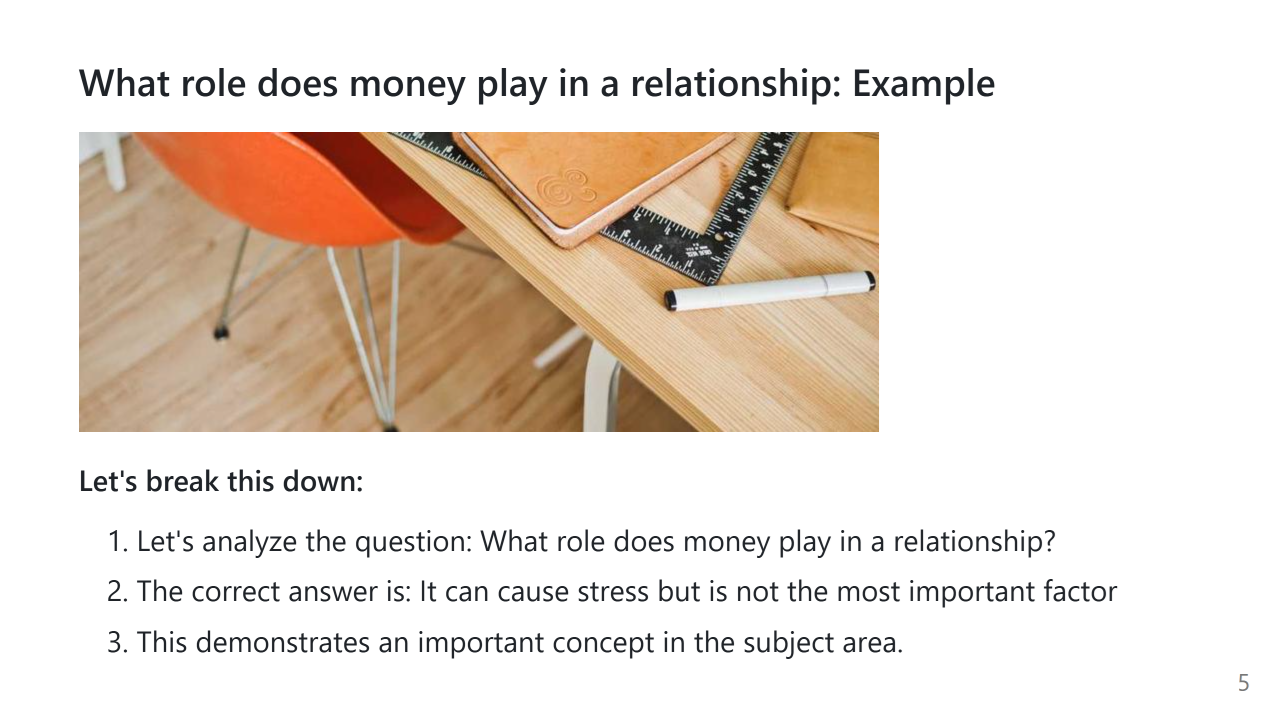 What role does money play in a relationship: Example
Let's break this down:
1. Let's analyze the question: What role does money play in a relationship?
2. The correct answer is: It can cause stress but is not the most important factor
3. This demonstrates an important concept in the subject area.
5